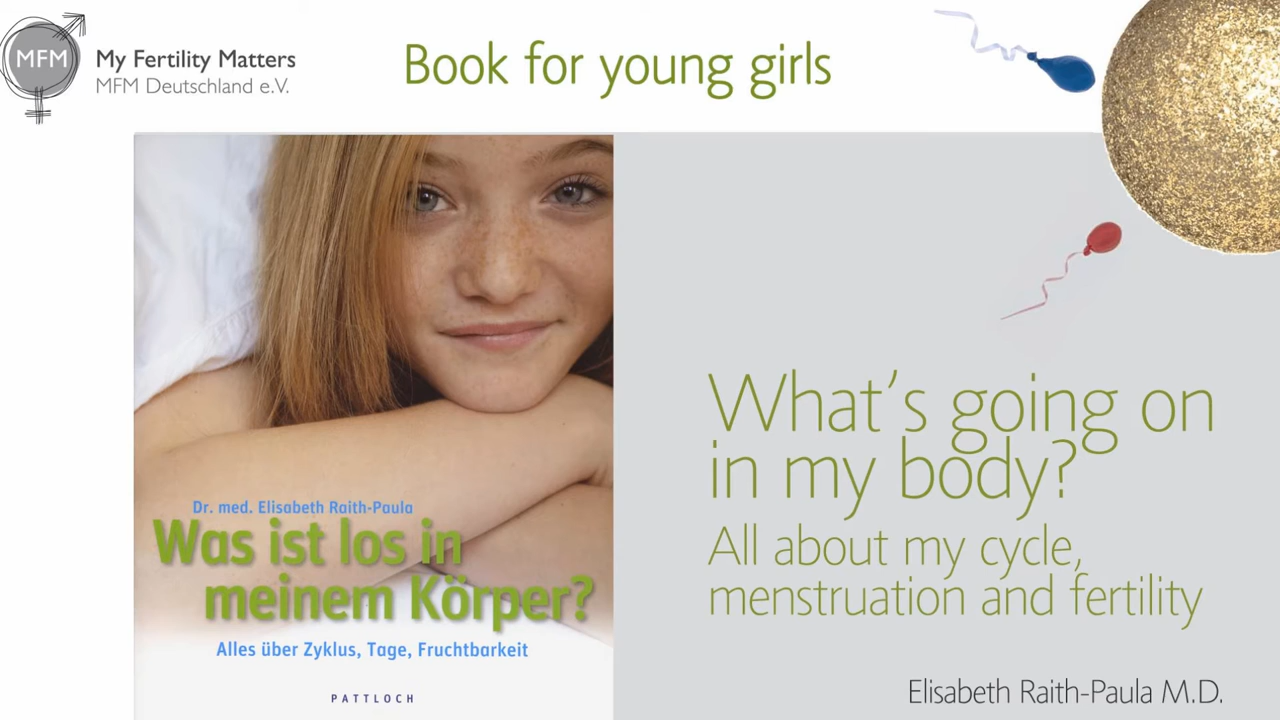 MFM
My Fertility Matters
MFM Deutschland e.V.
Book for young girls
Dr. med. Elisabeth Raith-Paula
Was ist los in
meinem Körper?
Alles über Zyklus, Tage, Fruchtbarkeit
PATTLOCH
What's going on
in my body?
All about my cycle,
menstruation and fertility
Elisabeth Raith-Paula M.D.